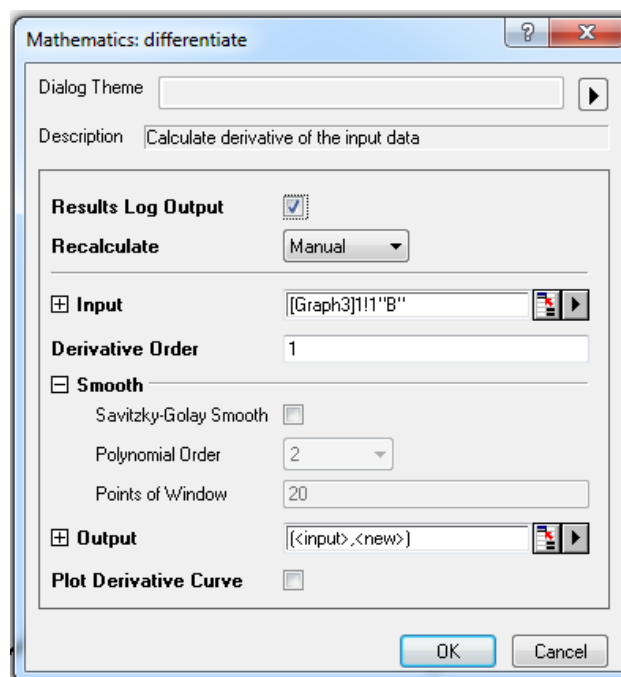 Mathematics: differentiate
Dialog Theme
Description Calculate derivative of the input data
Results Log Output
Recalculate Manual
Input [Graph3]1!1"B"
Derivative Order 1
Smooth
Savitzky-Golay Smooth
Polynomial Order 2
Points of Window 20
Output (<input>,<new>)
Plot Derivative Curve
OK Cancel